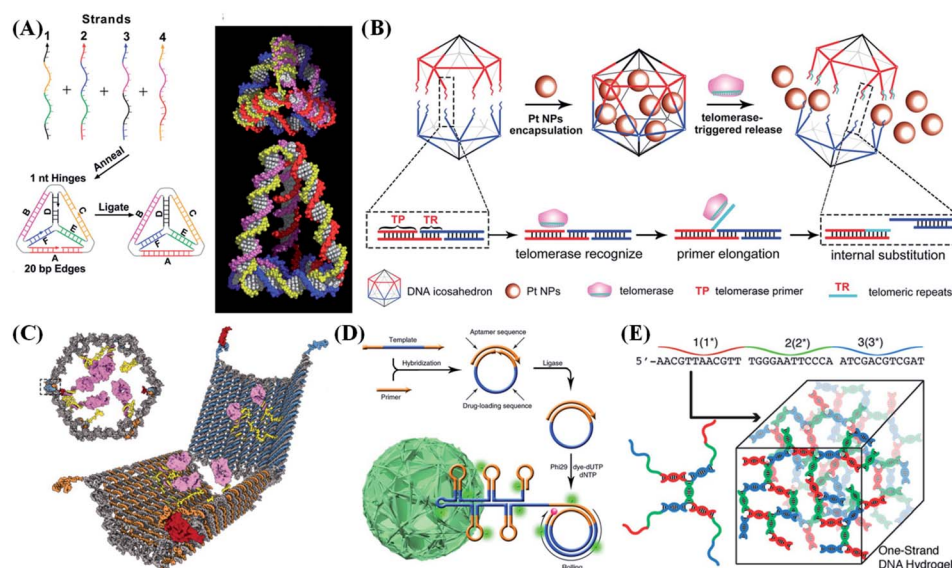 (A)
Strands
1 2 3 4
+ + +
Anneal
1 nt Hinges
Ligate
B D C
F E
A
B D C
F E
A
20 bp Edges
(B)
Pt NPs
encapsulation
telomerase-
triggered release
TP TR
telomerase recognize
primer elongation
internal substitution
DNA icosahedron
Pt NPs
telomerase
TP telomerase primer
TR telomeric repeats
(C)
(D)
Template
Aptamer sequence
Hybridization
Ligase
Primer
Drug-loading sequence
Phi29 dye-dUTP
dNTP
Rolling
(E)
1(1*) 2(2*) 3(3*)
5'-AACGTTAACGTT TGGGAATTCCCA ATCGACGTCGAT
One-Strand
DNA Hydrogel